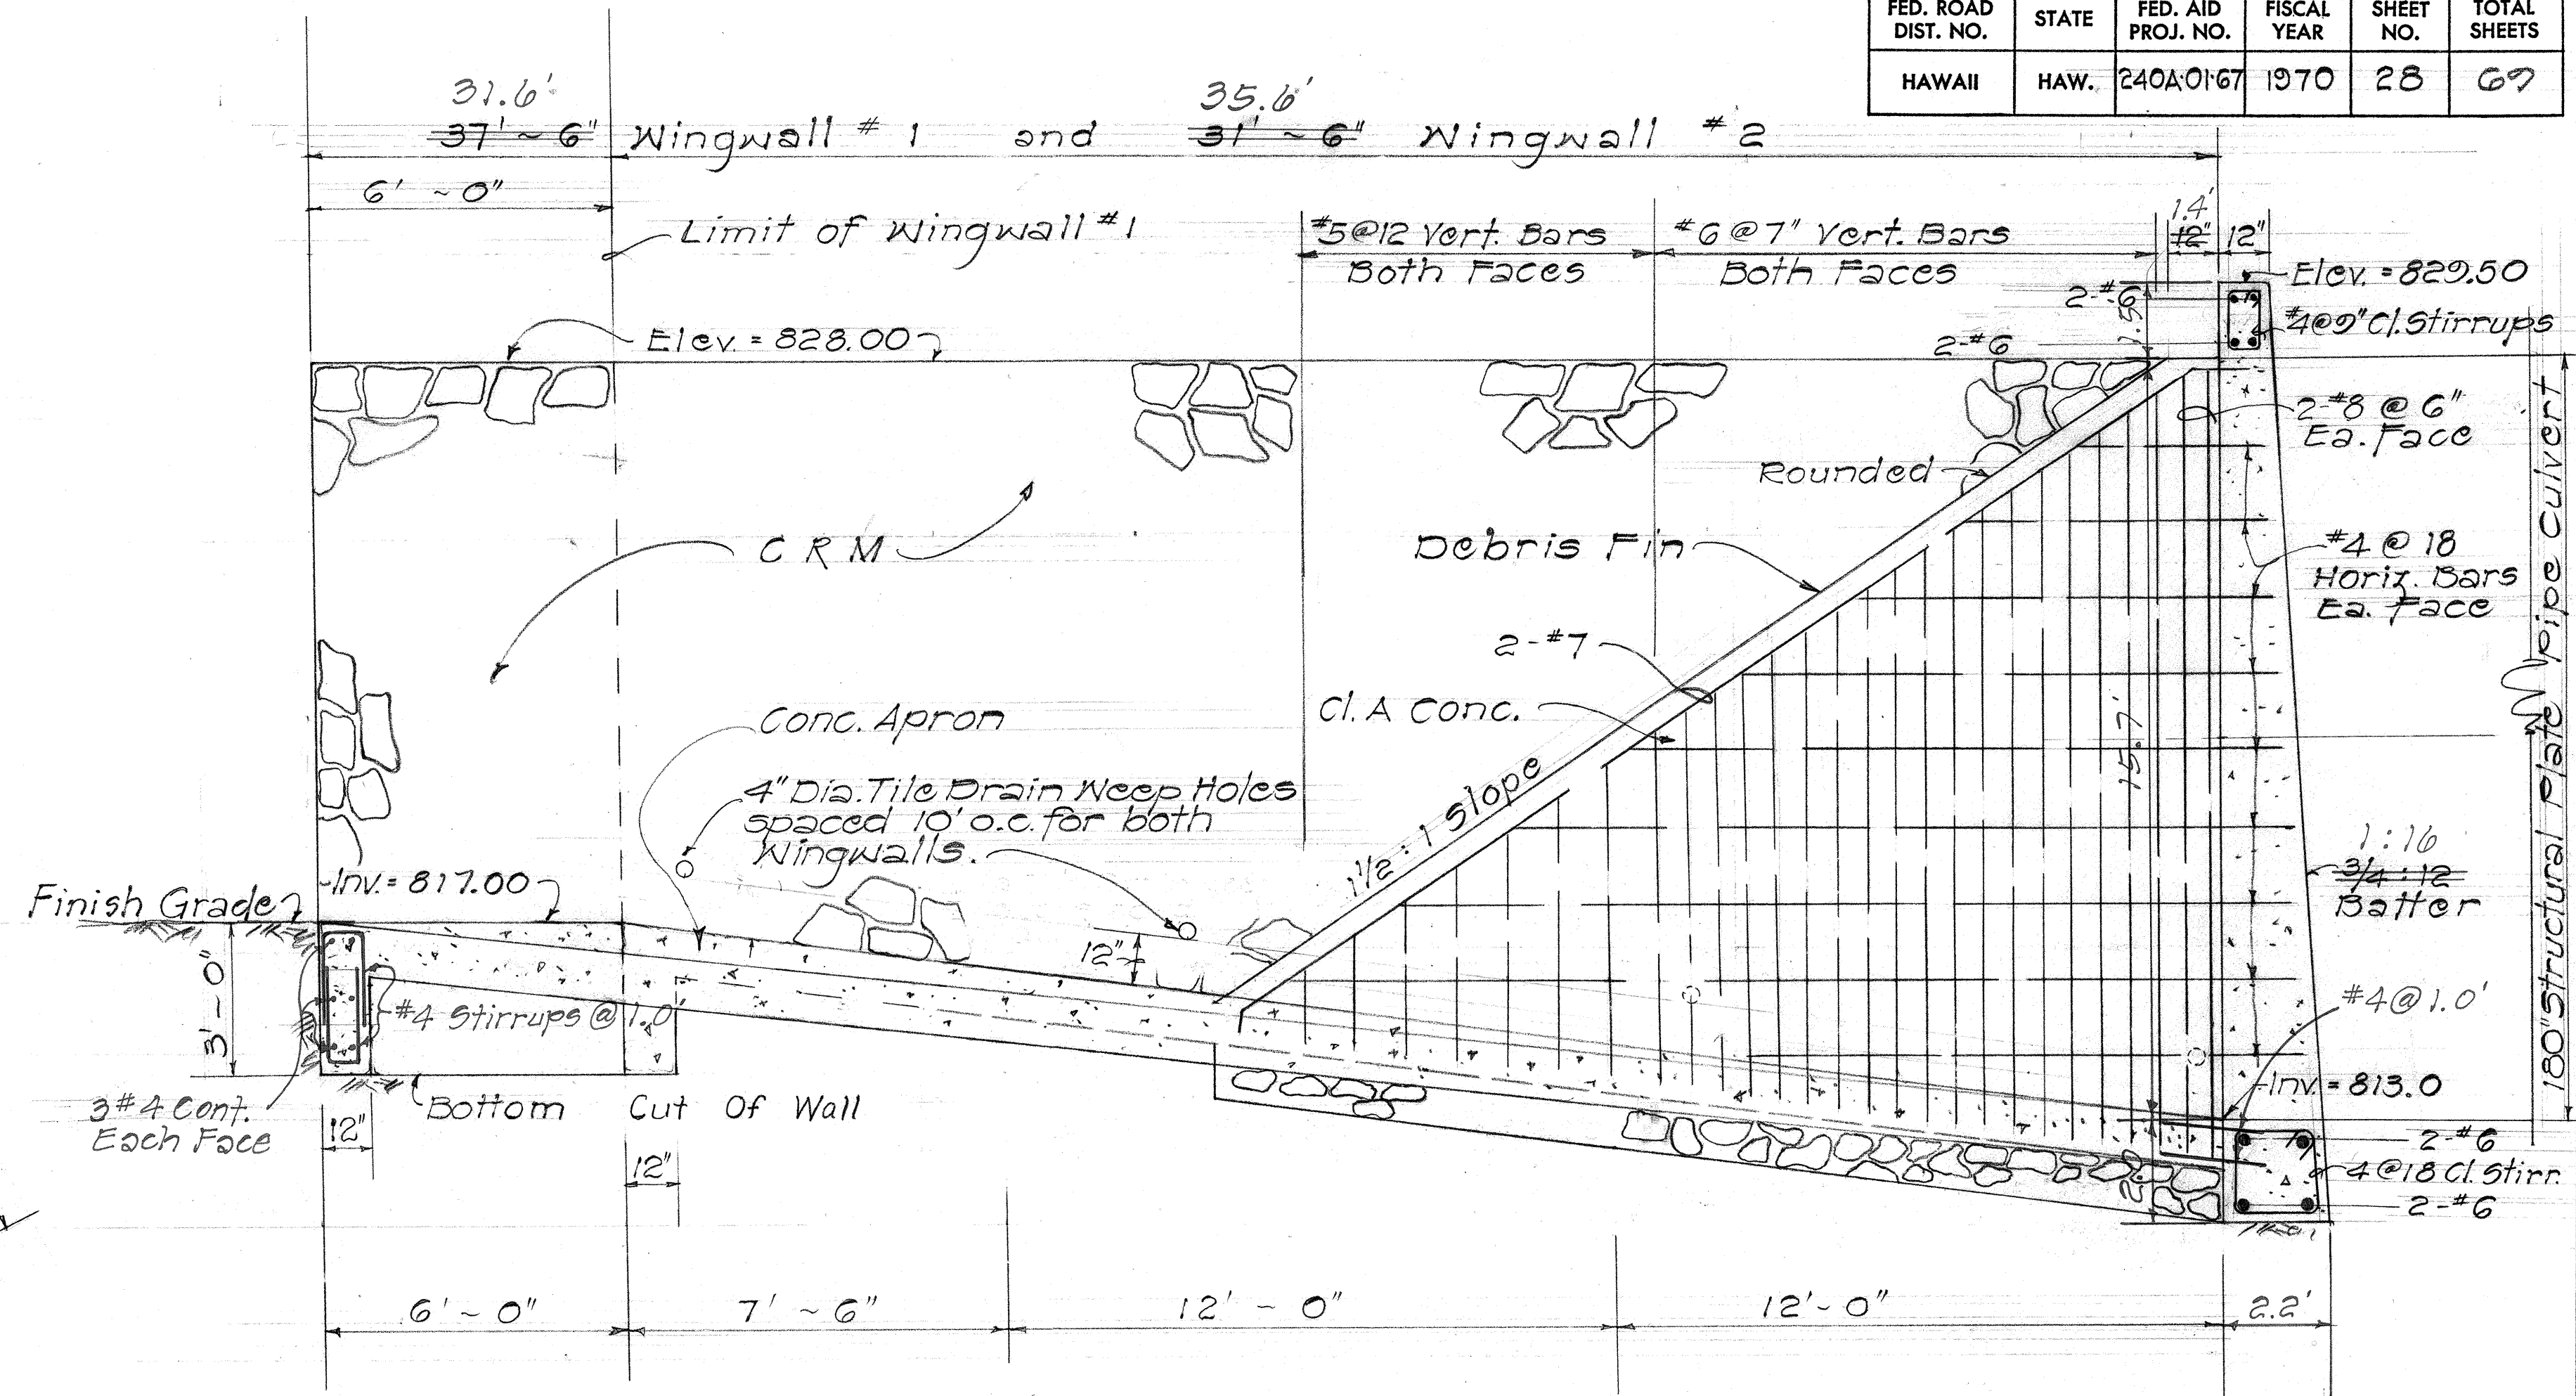 FED. ROAD DIST. NO. STATE FED. AID PROJ. NO. FISCAL YEAR SHEET NO. TOTAL SHEETS
HAWAII HAW. 240A·01·67 1970 28 69
31.6' 35.6'
37' ~ 6" Wingwall # 1 and 31' ~ 6" Wingwall #2
6' ~ 0"
Limit of Wingwall #1
#5@12 Vert. Bars
Both Faces
#6 @ 7" Vert. Bars
Both Faces
1.4'
12" 12"
Elev. = 829.50
2-#6
1.5'
#4@9" Cl. Stirrups
Elev. = 828.00
2-#6
2-#8 @ 6"
Ea. Face
Rounded
C R M
Debris Fin
#4 @ 18
Horiz. Bars
Ea. Face
180" Structural Plate Pipe Culvert
2-#7
Cl. A Conc.
Conc. Apron
15.7'
4" Dia. Tile Drain Weep Holes
spaced 10' o.c. for both
Wingwalls.
1 1/2 : 1 Slope
1:16
3/4 : 12
Batter
Finish Grade
Inv. = 817.00
12"
3'-0"
#4 Stirrups @ 1.0'
#4@1.0'
Inv. = 813.0
3 #4 Cont.
Each Face
12"
Bottom Cut Of Wall
12"
2-#6
4@18 Cl. Stirr.
2-#6
6' ~ 0" 7' ~ 6" 12' ~ 0" 12'- 0" 2.2'